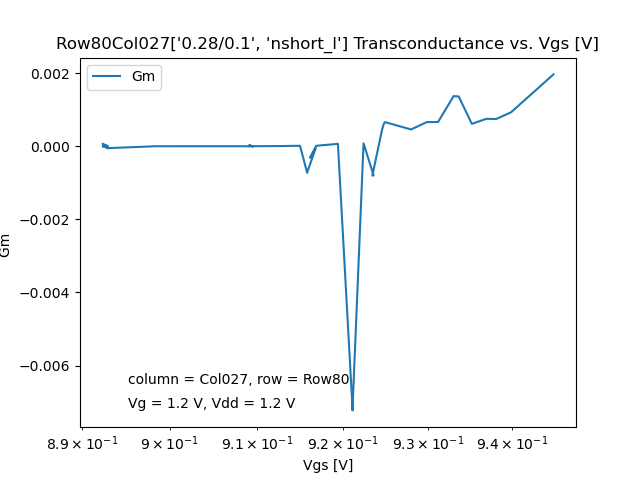 Row80Col027['0.28/0.1', 'nshort_l'] Transconductance vs. Vgs [V]
Gm
0.002
0.000
−0.002
−0.004
−0.006
Gm
column = Col027, row = Row80
Vg = 1.2 V, Vdd = 1.2 V
8.9 × 10⁻¹ 9 × 10⁻¹ 9.1 × 10⁻¹ 9.2 × 10⁻¹ 9.3 × 10⁻¹ 9.4 × 10⁻¹
Vgs [V]